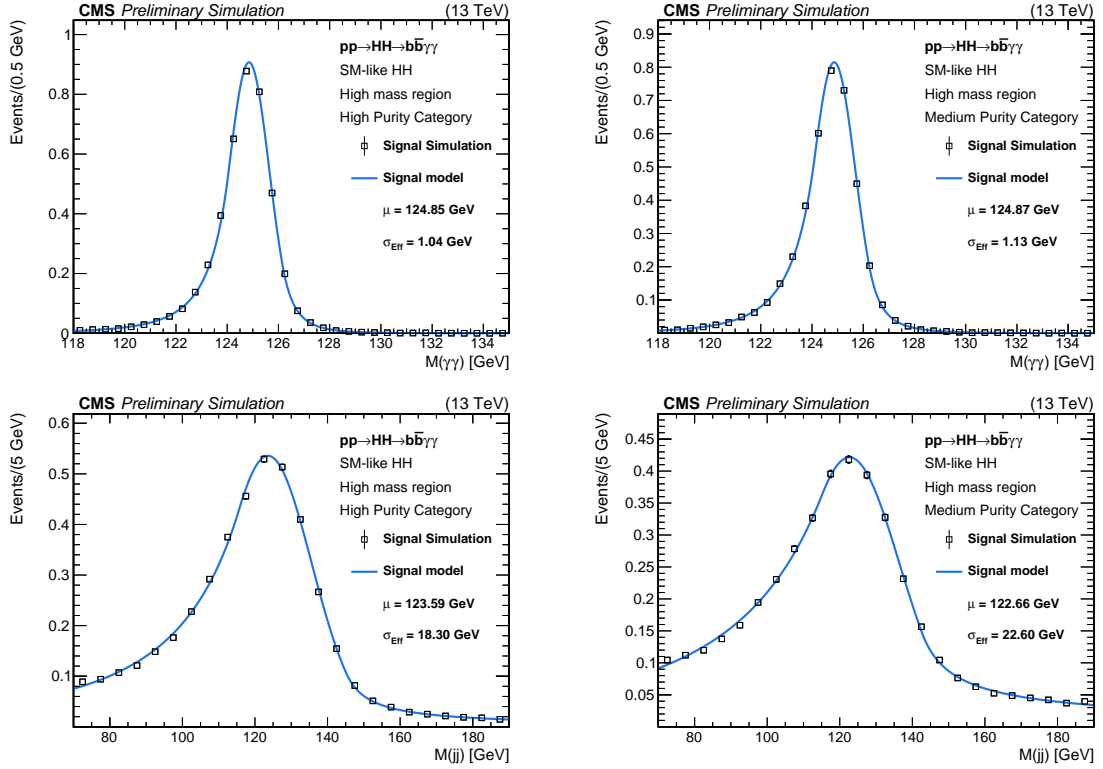 CMS Preliminary Simulation (13 TeV)
Events/(0.5 GeV)
1
0.8
0.6
0.4
0.2
0
pp→HH→bb̅γγ
SM-like HH
High mass region
High Purity Category
Signal Simulation
Signal model
μ = 124.85 GeV
σEff = 1.04 GeV
118 120 122 124 126 128 130 132 134
M(γγ) [GeV]
CMS Preliminary Simulation (13 TeV)
Events/(0.5 GeV)
0.9
0.8
0.7
0.6
0.5
0.4
0.3
0.2
0.1
pp→HH→bb̅γγ
SM-like HH
High mass region
Medium Purity Category
Signal Simulation
Signal model
μ = 124.87 GeV
σEff = 1.13 GeV
118 120 122 124 126 128 130 132 134
M(γγ) [GeV]
CMS Preliminary Simulation (13 TeV)
Events/(5 GeV)
0.6
0.5
0.4
0.3
0.2
0.1
pp→HH→bb̅γγ
SM-like HH
High mass region
High Purity Category
Signal Simulation
Signal model
μ = 123.59 GeV
σEff = 18.30 GeV
80 100 120 140 160 180
M(jj) [GeV]
CMS Preliminary Simulation (13 TeV)
Events/(5 GeV)
0.45
0.4
0.35
0.3
0.25
0.2
0.15
0.1
0.05
pp→HH→bb̅γγ
SM-like HH
High mass region
Medium Purity Category
Signal Simulation
Signal model
μ = 122.66 GeV
σEff = 22.60 GeV
80 100 120 140 160 180
M(jj) [GeV]